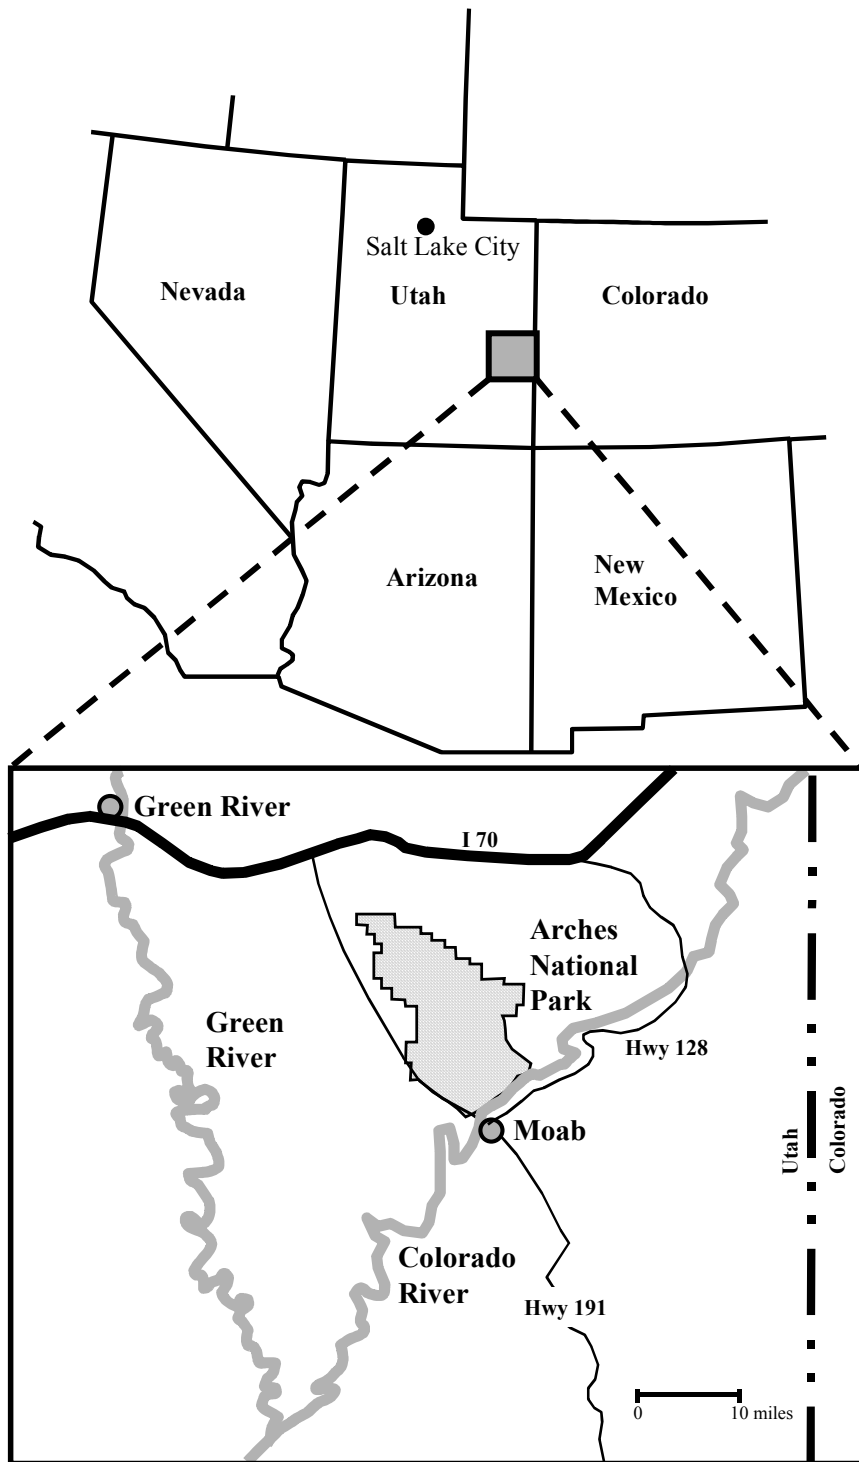 Salt Lake City
Nevada
Utah
Colorado
Arizona
New
Mexico
Green River
I 70
Arches
National
Park
Green
River
Hwy 128
Moab
Utah
Colorado
Colorado
River
Hwy 191
0
10 miles